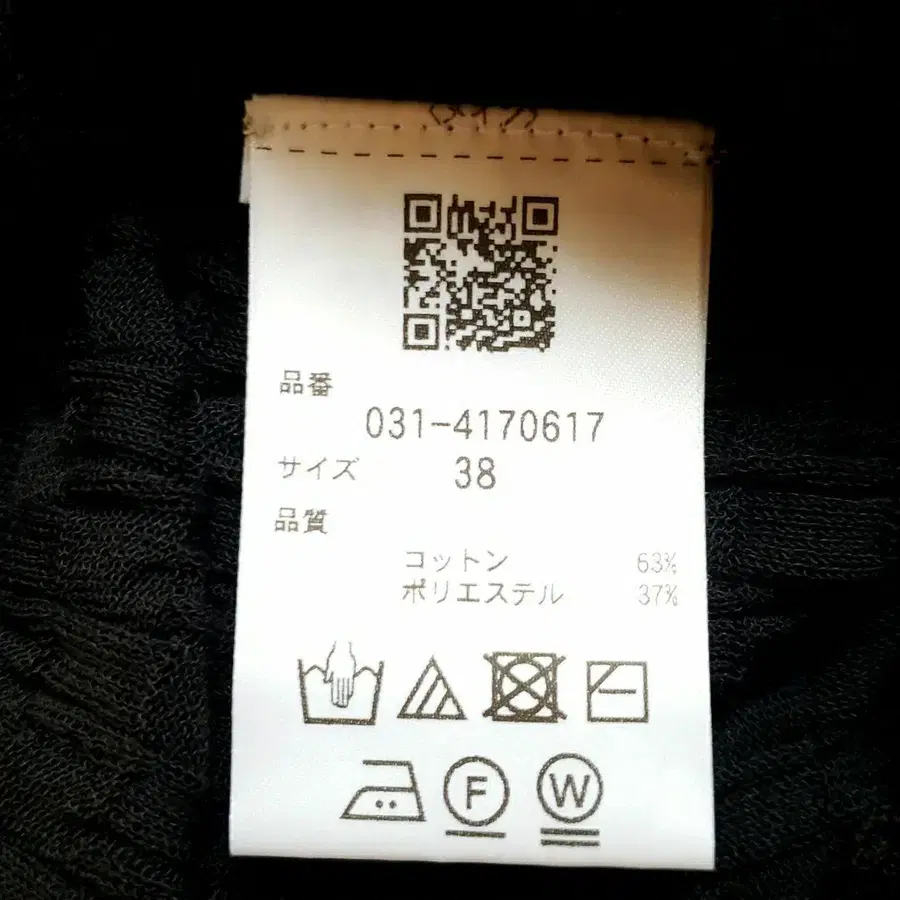 品番
031-4170617
サイズ 38
品質
コットン 63%
ポリエステル 37%
F W